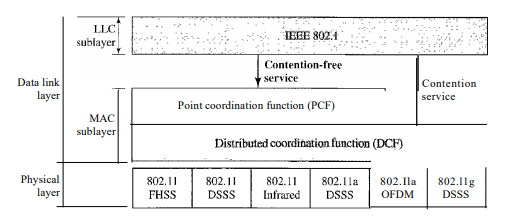 LLC
sublayer
IEEE 802.1
Contention-free
service
Contention
service
Data link
layer
MAC
sublayer
Point coordination function (PCF)
Distributed coordination function (DCF)
Physical
layer
802.11
FHSS
802.11
DSSS
802.11
Infrared
802.11a
DSSS
802.11a
OFDM
802.11g
DSSS